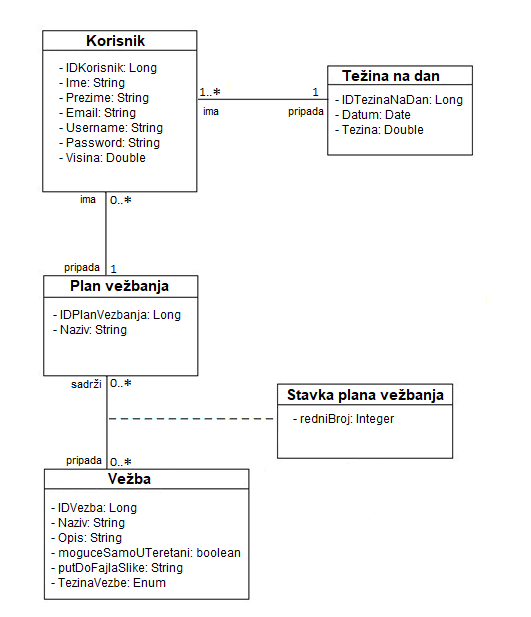 Korisnik
- IDKorisnik: Long
- Ime: String
- Prezime: String
- Email: String
- Username: String
- Password: String
- Visina: Double
1..*
ima
1
pripada
Težina na dan
- IDTezinaNaDan: Long
- Datum: Date
- Tezina: Double
ima
0..*
pripada
1
Plan vežbanja
- IDPlanVezbanja: Long
- Naziv: String
sadrži
0..*
Stavka plana vežbanja
- redniBroj: Integer
pripada
0..*
Vežba
- IDVezba: Long
- Naziv: String
- Opis: String
- moguceSamoUTeretani: boolean
- putDoFajlaSlike: String
- TezinaVezbe: Enum